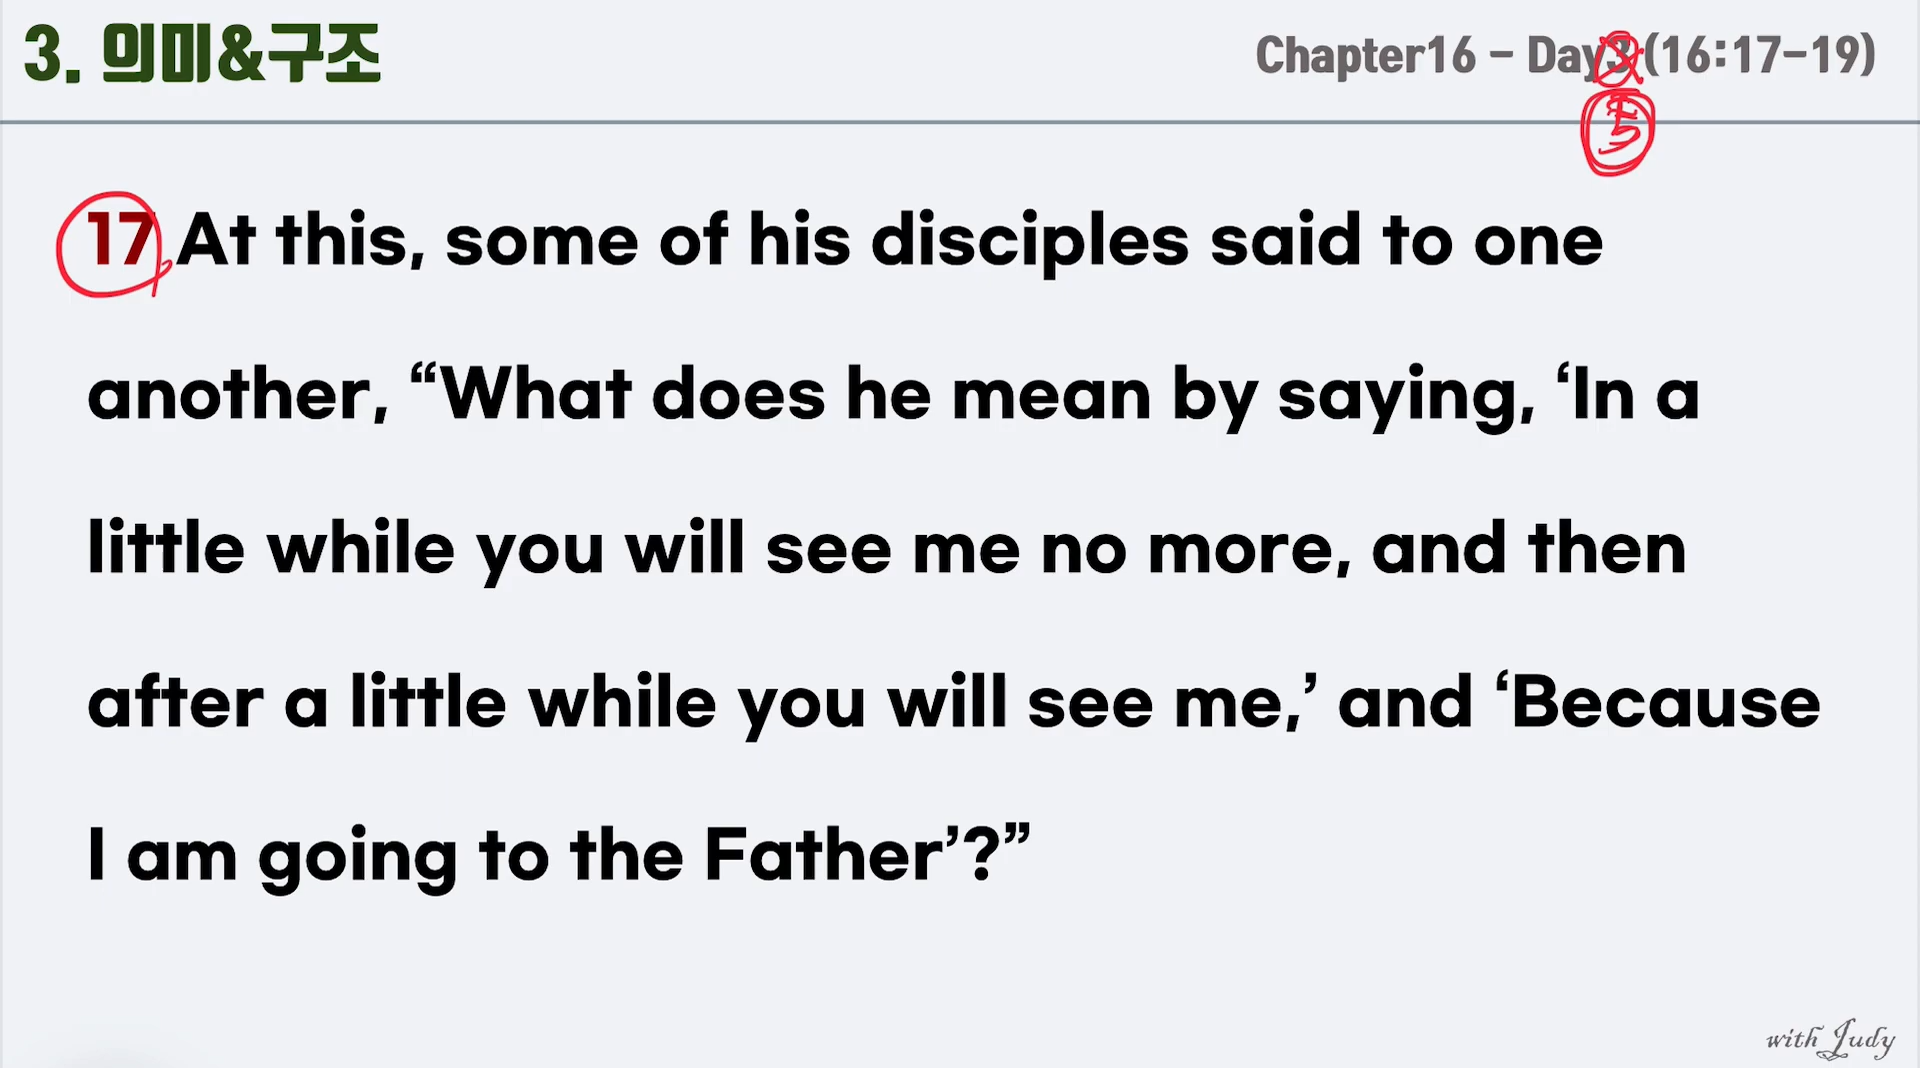 3. 의미&구조
Chapter16 - Day3 (16:17-19)
5
17 At this, some of his disciples said to one
another, “What does he mean by saying, ‘In a
little while you will see me no more, and then
after a little while you will see me,’ and ‘Because
I am going to the Father’?”
with Judy